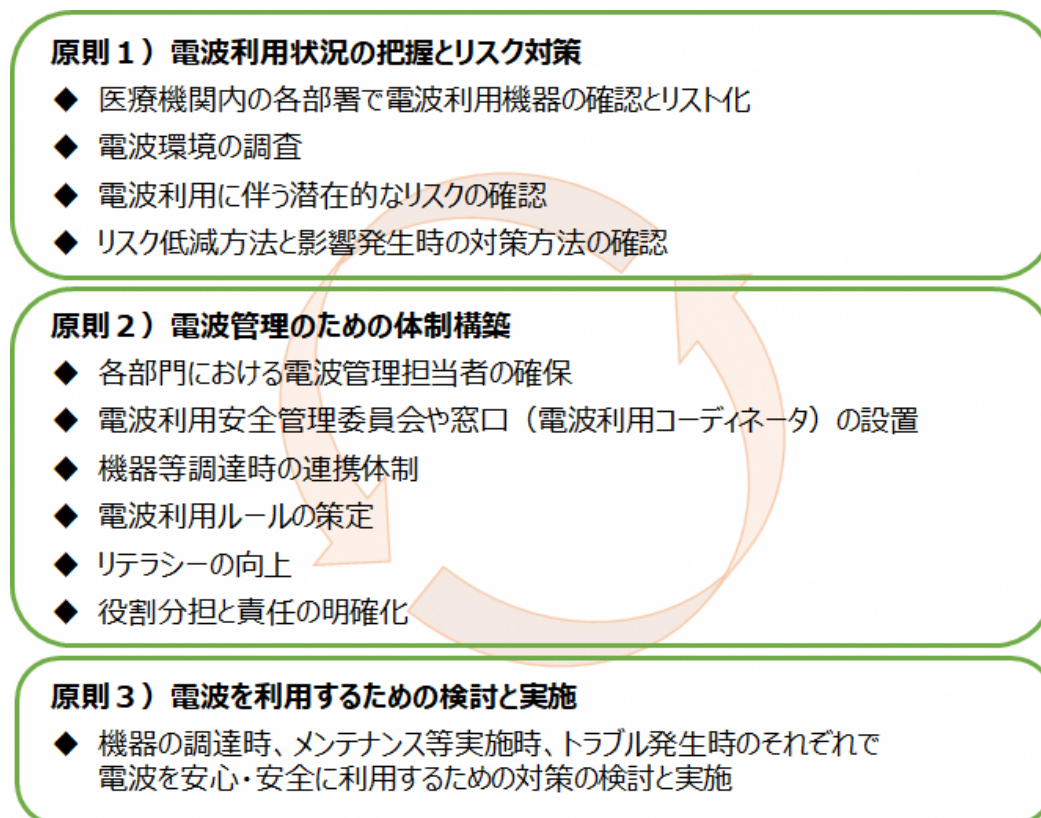 原則１）電波利用状況の把握とリスク対策
◆ 医療機関内の各部署で電波利用機器の確認とリスト化
◆ 電波環境の調査
◆ 電波利用に伴う潜在的なリスクの確認
◆ リスク低減方法と影響発生時の対策方法の確認
原則２）電波管理のための体制構築
◆ 各部門における電波管理担当者の確保
◆ 電波利用安全管理委員会や窓口（電波利用コーディネータ）の設置
◆ 機器等調達時の連携体制
◆ 電波利用ルールの策定
◆ リテラシーの向上
◆ 役割分担と責任の明確化
原則３）電波を利用するための検討と実施
◆ 機器の調達時、メンテナンス等実施時、トラブル発生時のそれぞれで
電波を安心・安全に利用するための対策の検討と実施